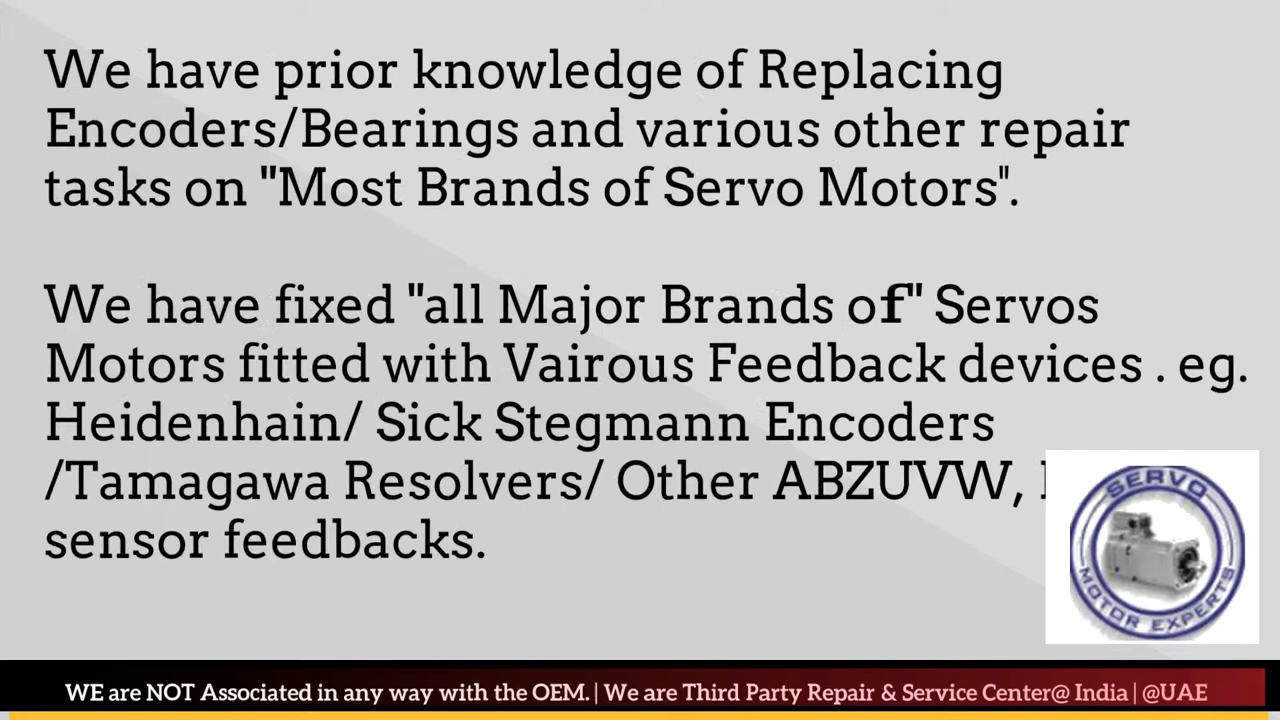 We have prior knowledge of Replacing
Encoders/Bearings and various other repair
tasks on "Most Brands of Servo Motors".
We have fixed "all Major Brands of" Servos
Motors fitted with Vairous Feedback devices . eg.
Heidenhain/ Sick Stegmann Encoders
/Tamagawa Resolvers/ Other ABZUVW,
sensor feedbacks.
SERVO
MOTOR EXPERTS
WE are NOT Associated in any way with the OEM. | We are Third Party Repair & Service Center@ India | @UAE